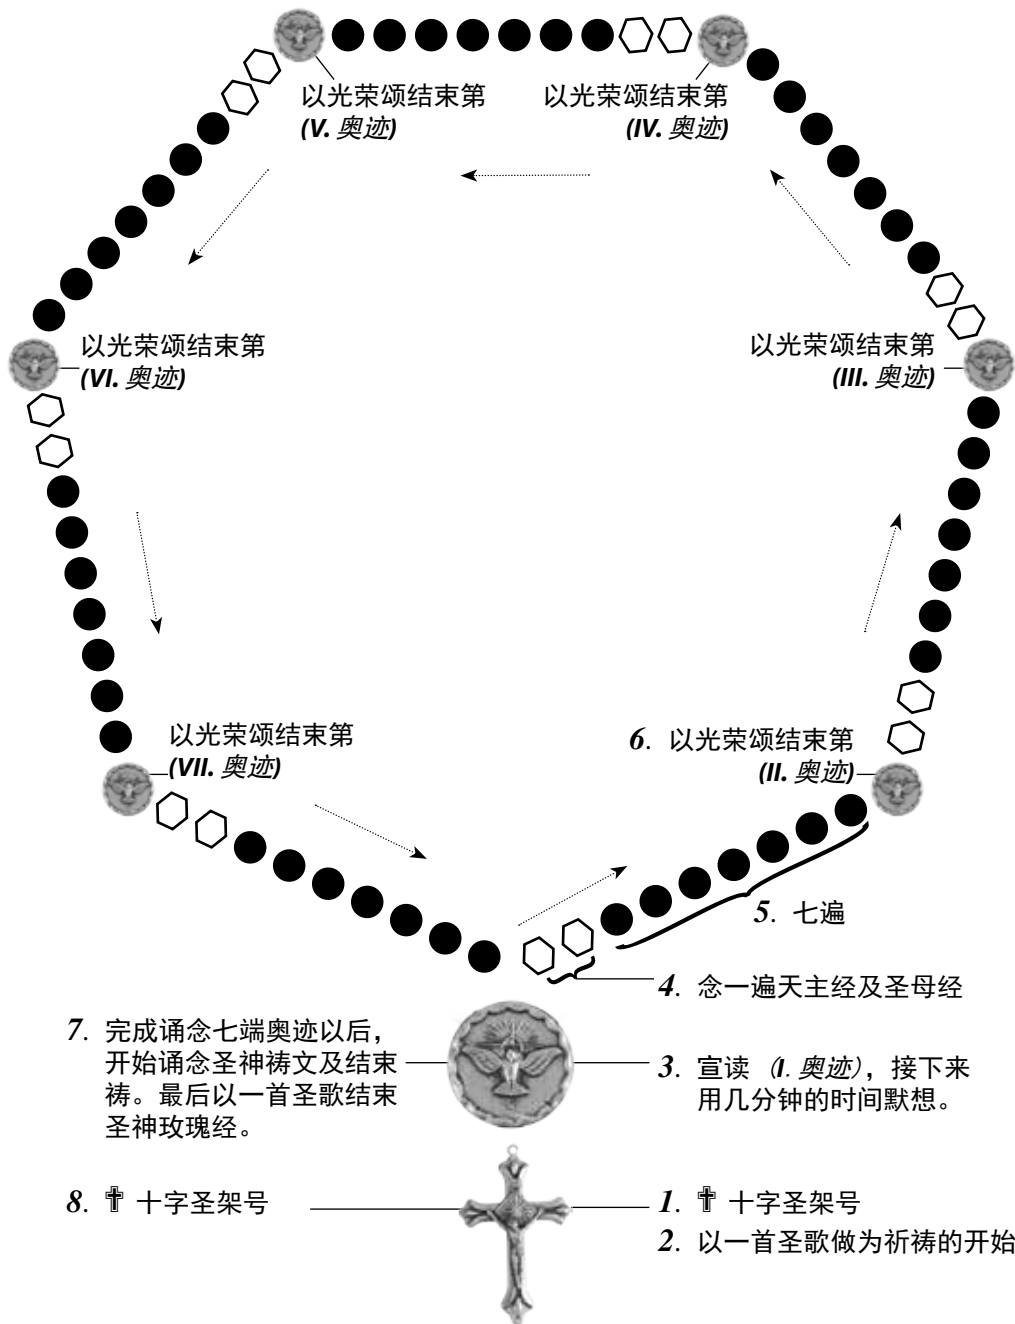 以光荣颂结束第
(V. 奥迹)
以光荣颂结束第
(IV. 奥迹)
以光荣颂结束第
(VI. 奥迹)
以光荣颂结束第
(III. 奥迹)
以光荣颂结束第
(VII. 奥迹)
6. 以光荣颂结束第
(II. 奥迹)
5. 七遍
4. 念一遍天主经及圣母经
7. 完成诵念七端奥迹以后，
开始诵念圣神祷文及结束
祷。最后以一首圣歌结束
圣神玫瑰经。
3. 宣读 (I. 奥迹)，接下来
用几分钟的时间默想。
8. ✟ 十字圣架号
1. ✟ 十字圣架号
2. 以一首圣歌做为祈祷的开始